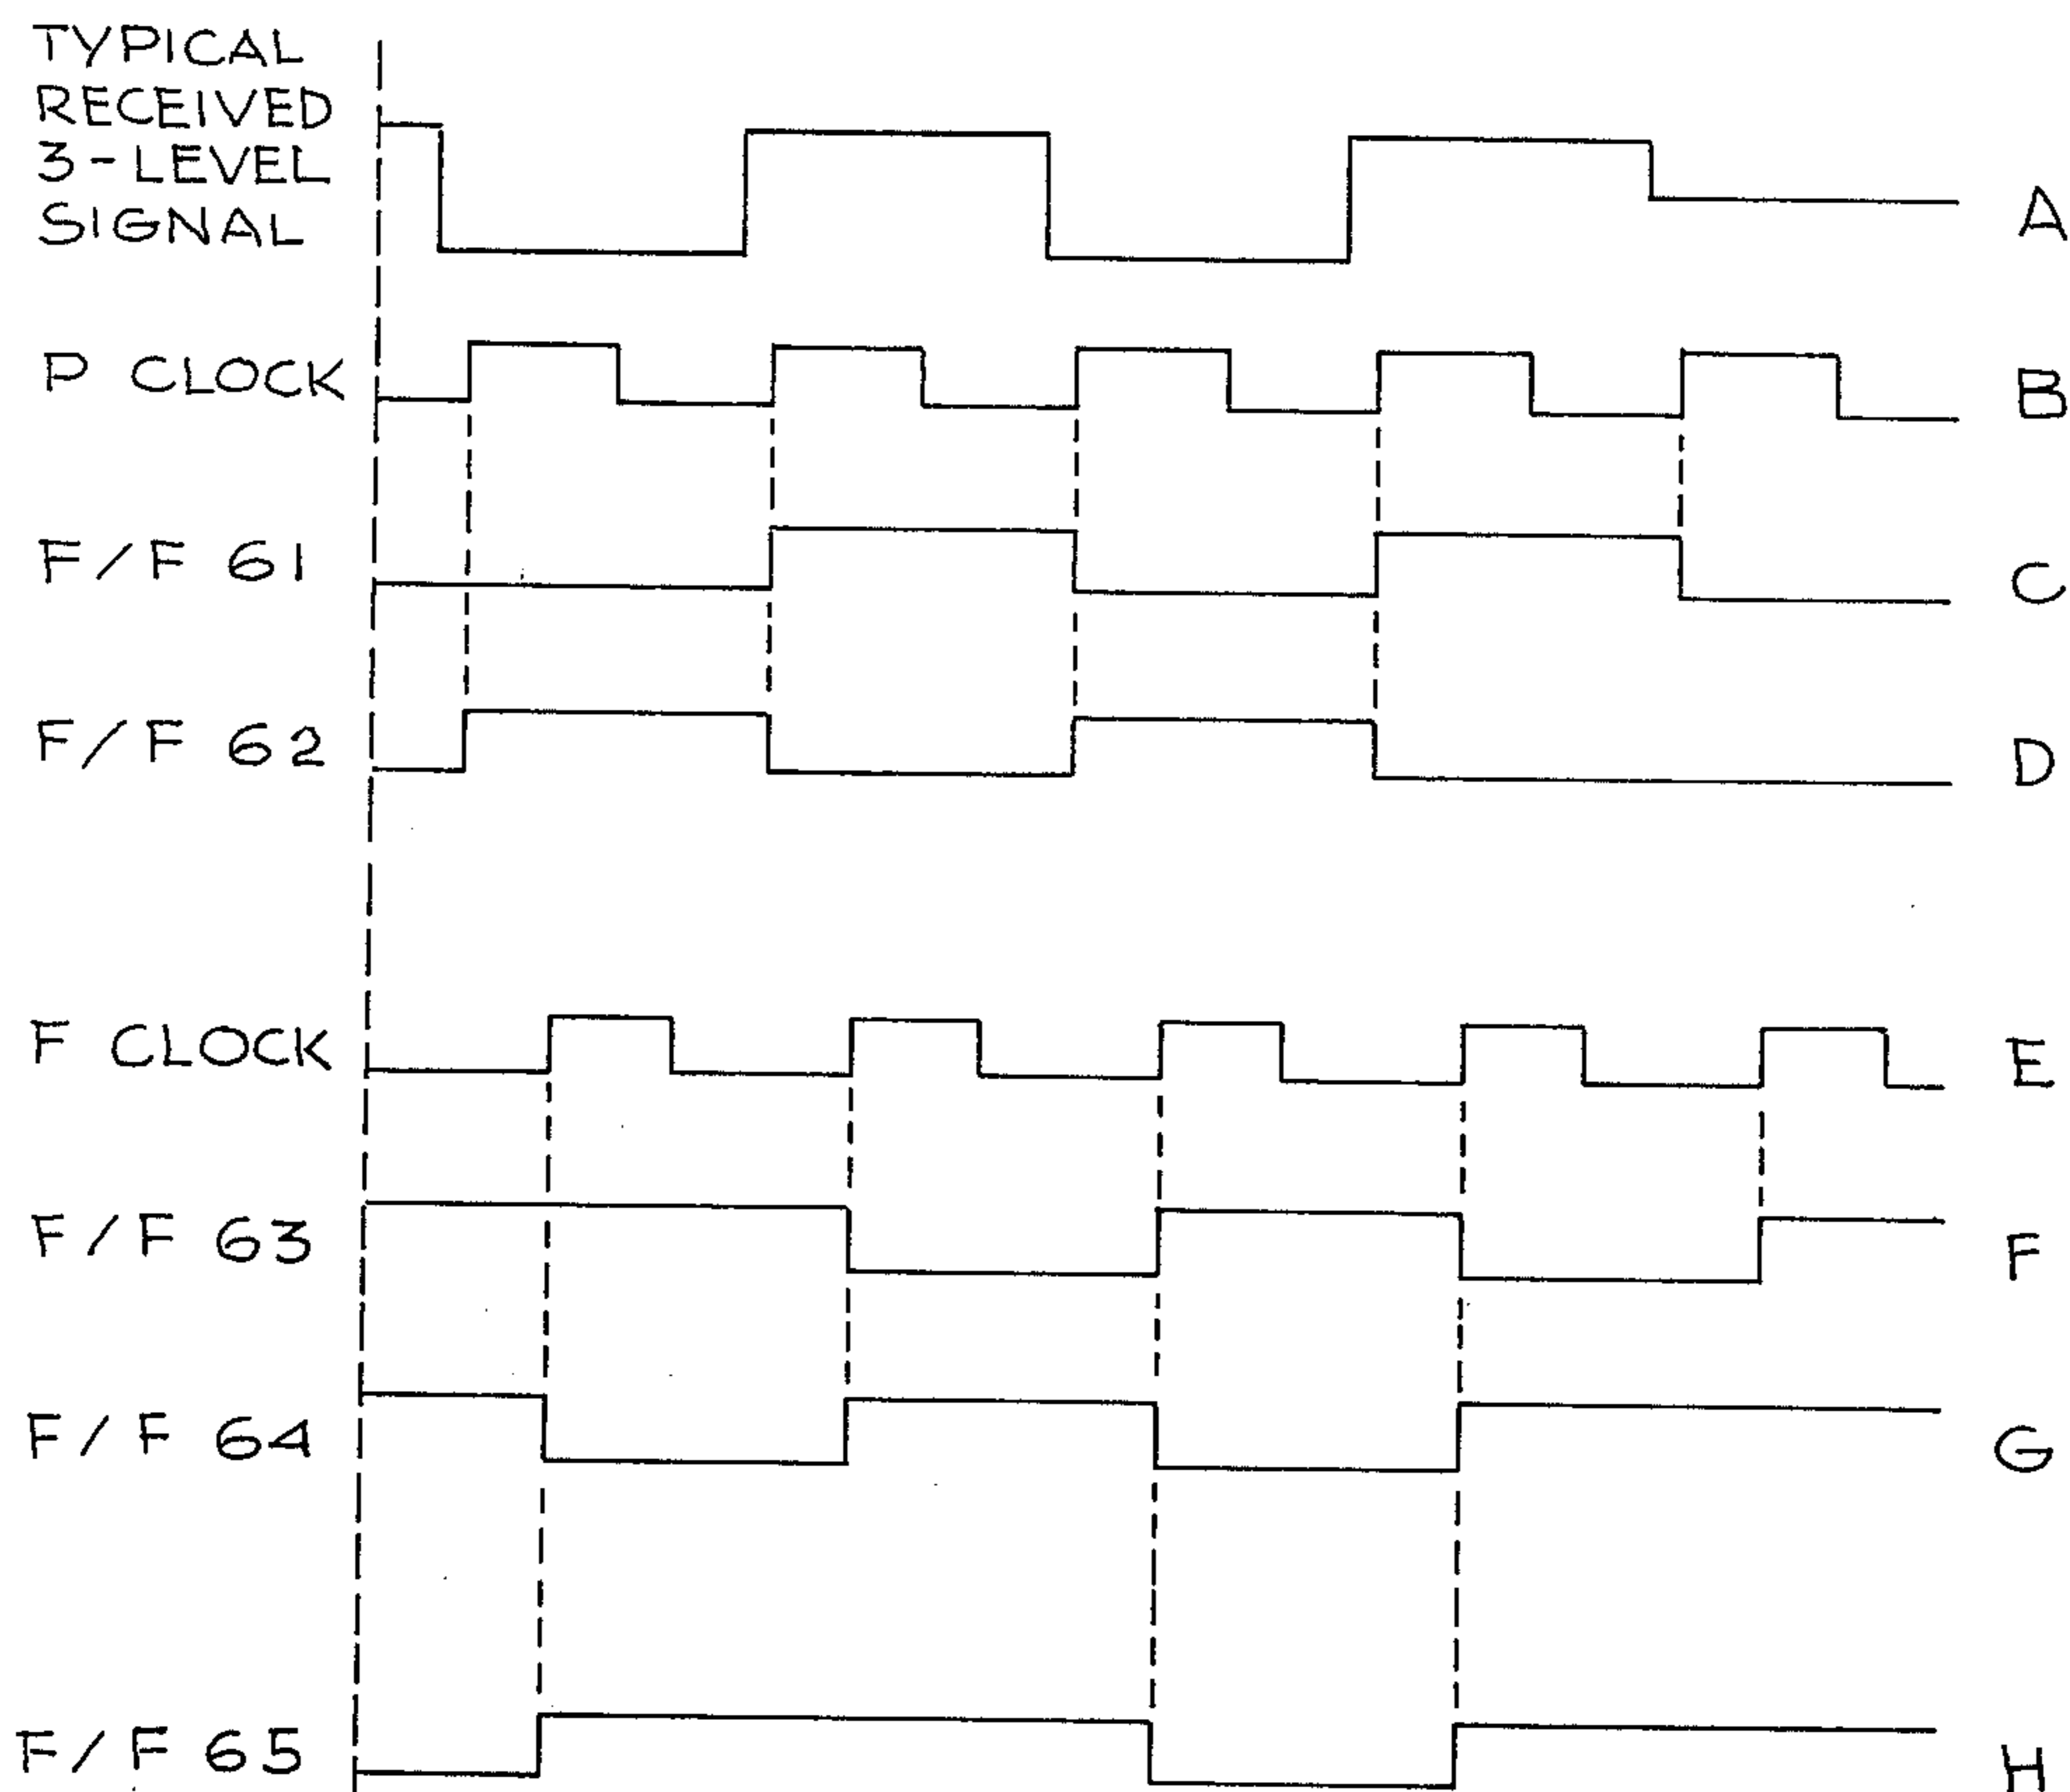 TYPICAL
RECEIVED
3-LEVEL
SIGNAL
A
P CLOCK
B
F/F 61
C
F/F 62
D
F CLOCK
E
F/F 63
F
F/F 64
G
F/F 65
H